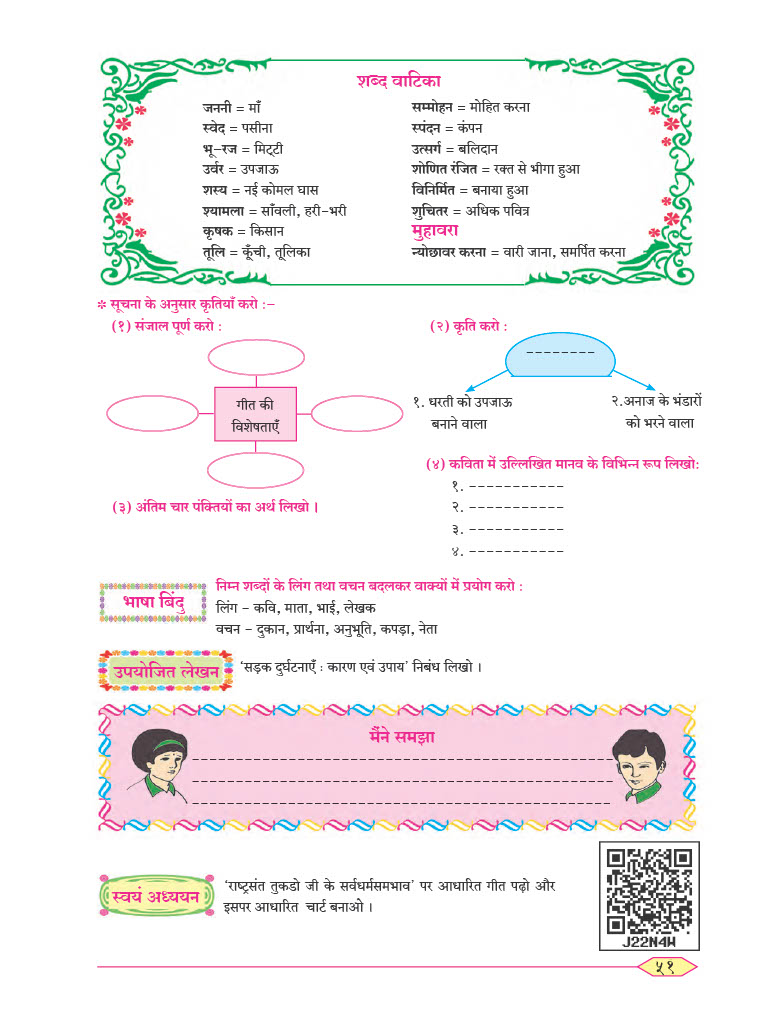 शब्द वाटिका
जननी = माँ
स्वेद = पसीना
भू-रज = मिट्टी
उर्वर = उपजाऊ
शस्य = नई कोमल घास
श्यामला = साँवली, हरी-भरी
कृषक = किसान
तूलि = कूँची, तूलिका
सम्मोहन = मोहित करना
स्पंदन = कंपन
उत्सर्ग = बलिदान
शोणित रंजित = रक्त से भीगा हुआ
विनिर्मित = बनाया हुआ
शुचितर = अधिक पवित्र
मुहावरा
न्योछावर करना = वारी जाना, समर्पित करना
* सूचना के अनुसार कृतियाँ करो :-
(१) संजाल पूर्ण करो :
गीत की
विशेषताएँ
(२) कृति करो :
--------
१. धरती को उपजाऊ
बनाने वाला
२.अनाज के भंडारों
को भरने वाला
(३) अंतिम चार पंक्तियों का अर्थ लिखो ।
(४) कविता में उल्लिखित मानव के विभिन्न रूप लिखो:
१. -----------
२. -----------
३. -----------
४. -----------
भाषा बिंदु
निम्न शब्दों के लिंग तथा वचन बदलकर वाक्यों में प्रयोग करो :
लिंग - कवि, माता, भाई, लेखक
वचन - दुकान, प्रार्थना, अनुभूति, कपड़ा, नेता
उपयोजित लेखन
‘सड़क दुर्घटनाएँ : कारण एवं उपाय’ निबंध लिखो ।
मैंने समझा
स्वयं अध्ययन
‘राष्ट्रसंत तुकडो जी के सर्वधर्मसमभाव’ पर आधारित गीत पढ़ो और
इसपर आधारित चार्ट बनाओ ।
J22N4W
५१